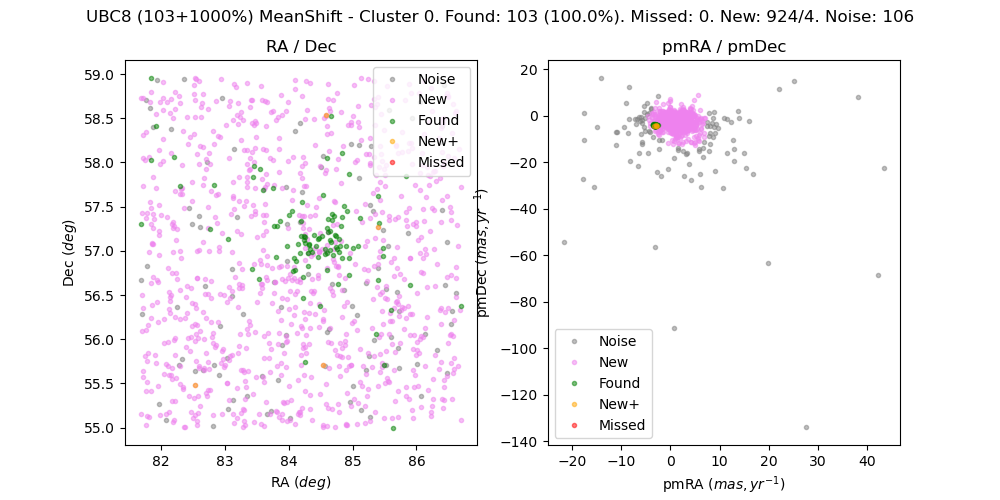 UBC8 (103+1000%) MeanShift - Cluster 0. Found: 103 (100.0%). Missed: 0. New: 924/4. Noise: 106
RA / Dec
59.0
58.5
58.0
57.5
57.0
56.5
56.0
55.5
55.0
Dec (deg)
82 83 84 85 86
RA (deg)
Noise
New
Found
New+
Missed
pmRA / pmDec
20
0
−20
−40
−60
−80
−100
−120
−140
pmDec (mas, yr⁻¹)
−20 −10 0 10 20 30 40
pmRA (mas, yr⁻¹)
Noise
New
Found
New+
Missed